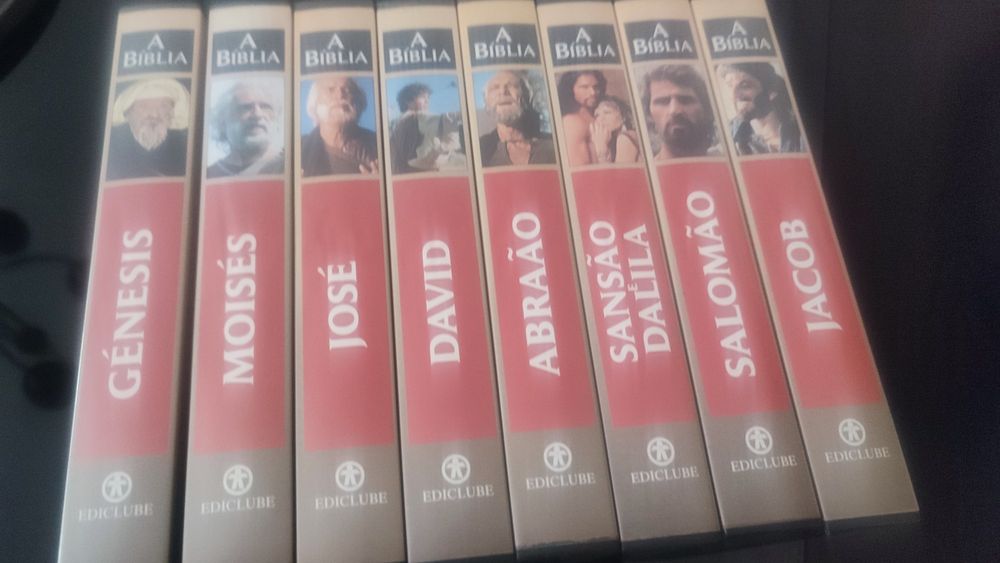 A
BÍBLIA
GÉNESIS
EDICLUBE
A
BÍBLIA
MOISÉS
EDICLUBE
A
BÍBLIA
JOSÉ
EDICLUBE
A
BÍBLIA
DAVID
EDICLUBE
A
BÍBLIA
ABRAÃO
EDICLUBE
A
BÍBLIA
SANSÃO
E
DALILA
EDICLUBE
A
BÍBLIA
SALOMÃO
EDICLUBE
A
BÍBLIA
JACOB
EDICLUBE